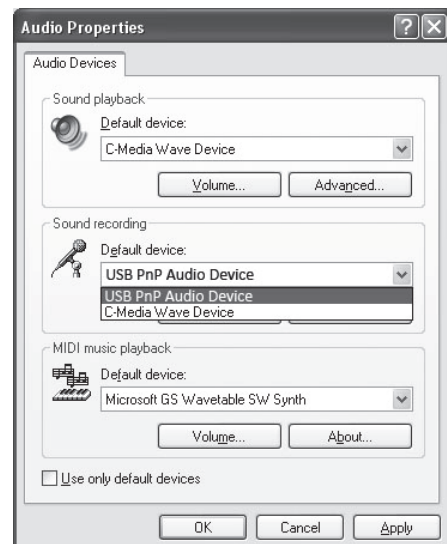 Audio Properties
Audio Devices
Sound playback
Default device:
C-Media Wave Device
Volume... Advanced...
Sound recording
Default device:
USB PnP Audio Device
USB PnP Audio Device
C-Media Wave Device
MIDI music playback
Default device:
Microsoft GS Wavetable SW Synth
Volume... About...
Use only default devices
OK Cancel Apply